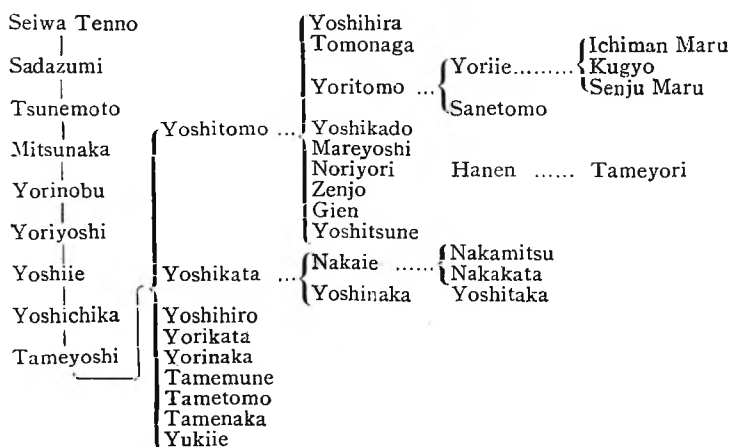 Seiwa Tenno
Sadazumi
Tsunemoto
Mitsunaka
Yorinobu
Yoriyoshi
Yoshiie
Yoshichika
Tameyoshi
Yoshitomo ...
Yoshikata ...
Yoshihiro
Yorikata
Yorinaka
Tamemune
Tametomo
Tamenaka
Yukiie
Yoshihira
Tomonaga
Yoritomo ...
Yoshikado
Mareyoshi
Noriyori
Zenjo
Gien
Yoshitsune
Nakaie ......
Yoshinaka
Yoriie.........
Sanetomo
Hanen ...... Tameyori
Ichiman Maru
Kugyo
Senju Maru
Nakamitsu
Nakakata
Yoshitaka